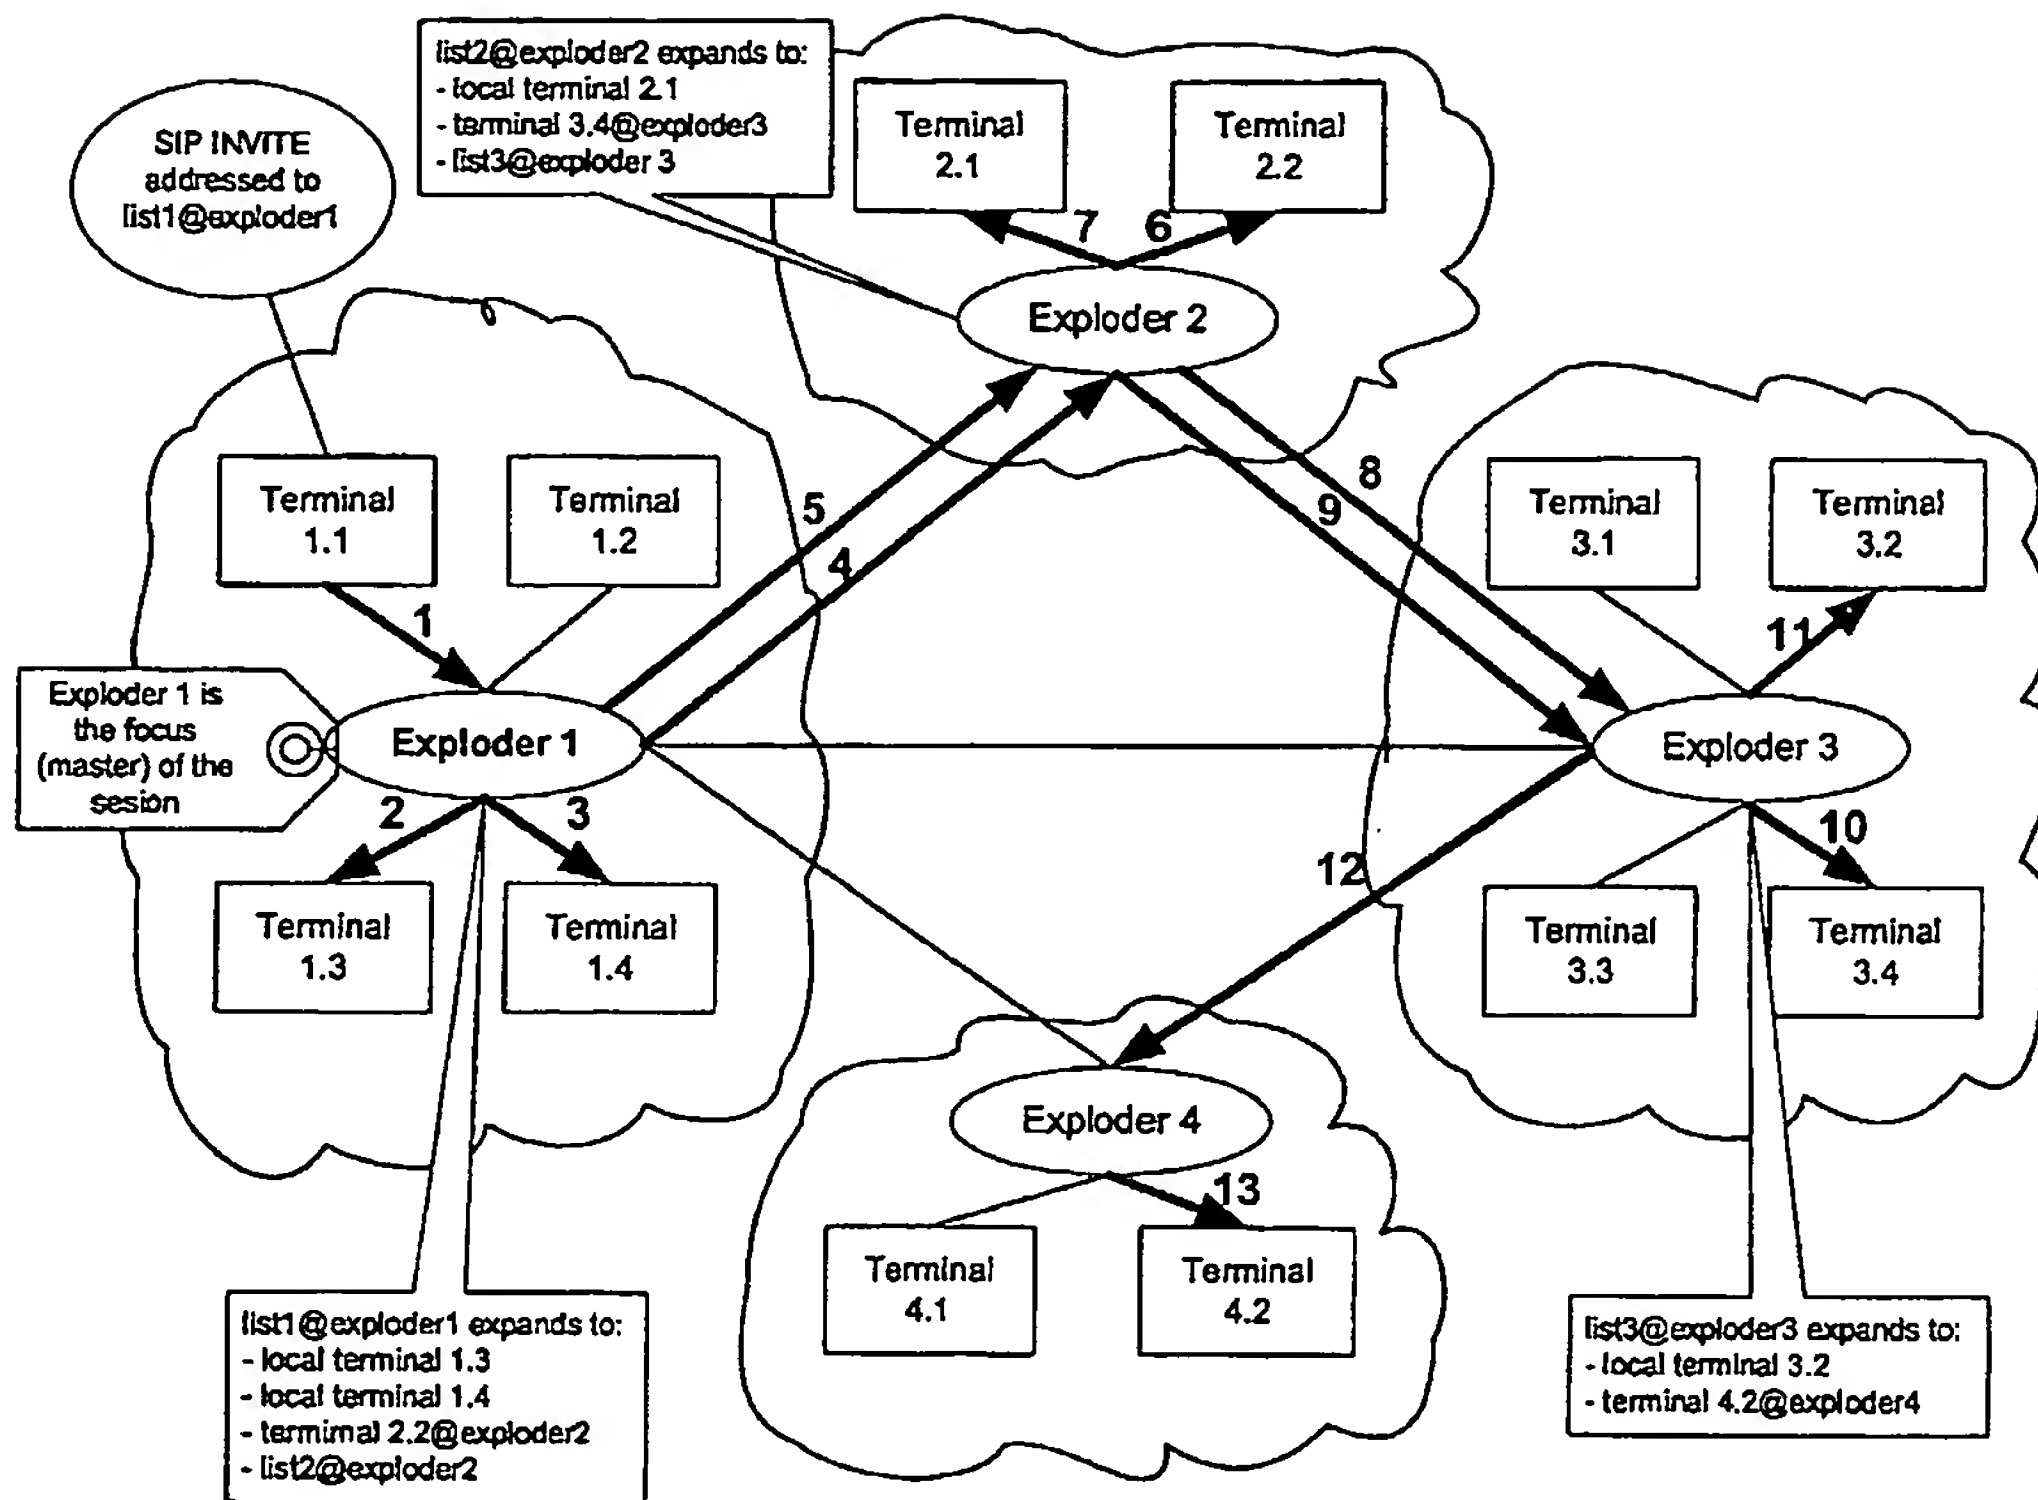 list2@exploder2 expands to:
- local terminal 2.1
- terminal 3.4@exploder3
- list3@exploder 3
SIP INVITE
addressed to
list1@exploder1
Terminal
2.1
Terminal
2.2
7
6
Exploder 2
Terminal
1.1
Terminal
1.2
5
4
8
9
Terminal
3.1
Terminal
3.2
1
11
Exploder 1 is
the focus
(master) of the
sesion
Exploder 1
Exploder 3
2
3
12
10
Terminal
1.3
Terminal
1.4
Terminal
3.3
Terminal
3.4
Exploder 4
13
Terminal
4.1
Terminal
4.2
list1@exploder1 expands to:
- local terminal 1.3
- local terminal 1.4
- termimal 2.2@exploder2
- list2@exploder2
list3@exploder3 expands to:
- local terminal 3.2
- terminal 4.2@exploder4